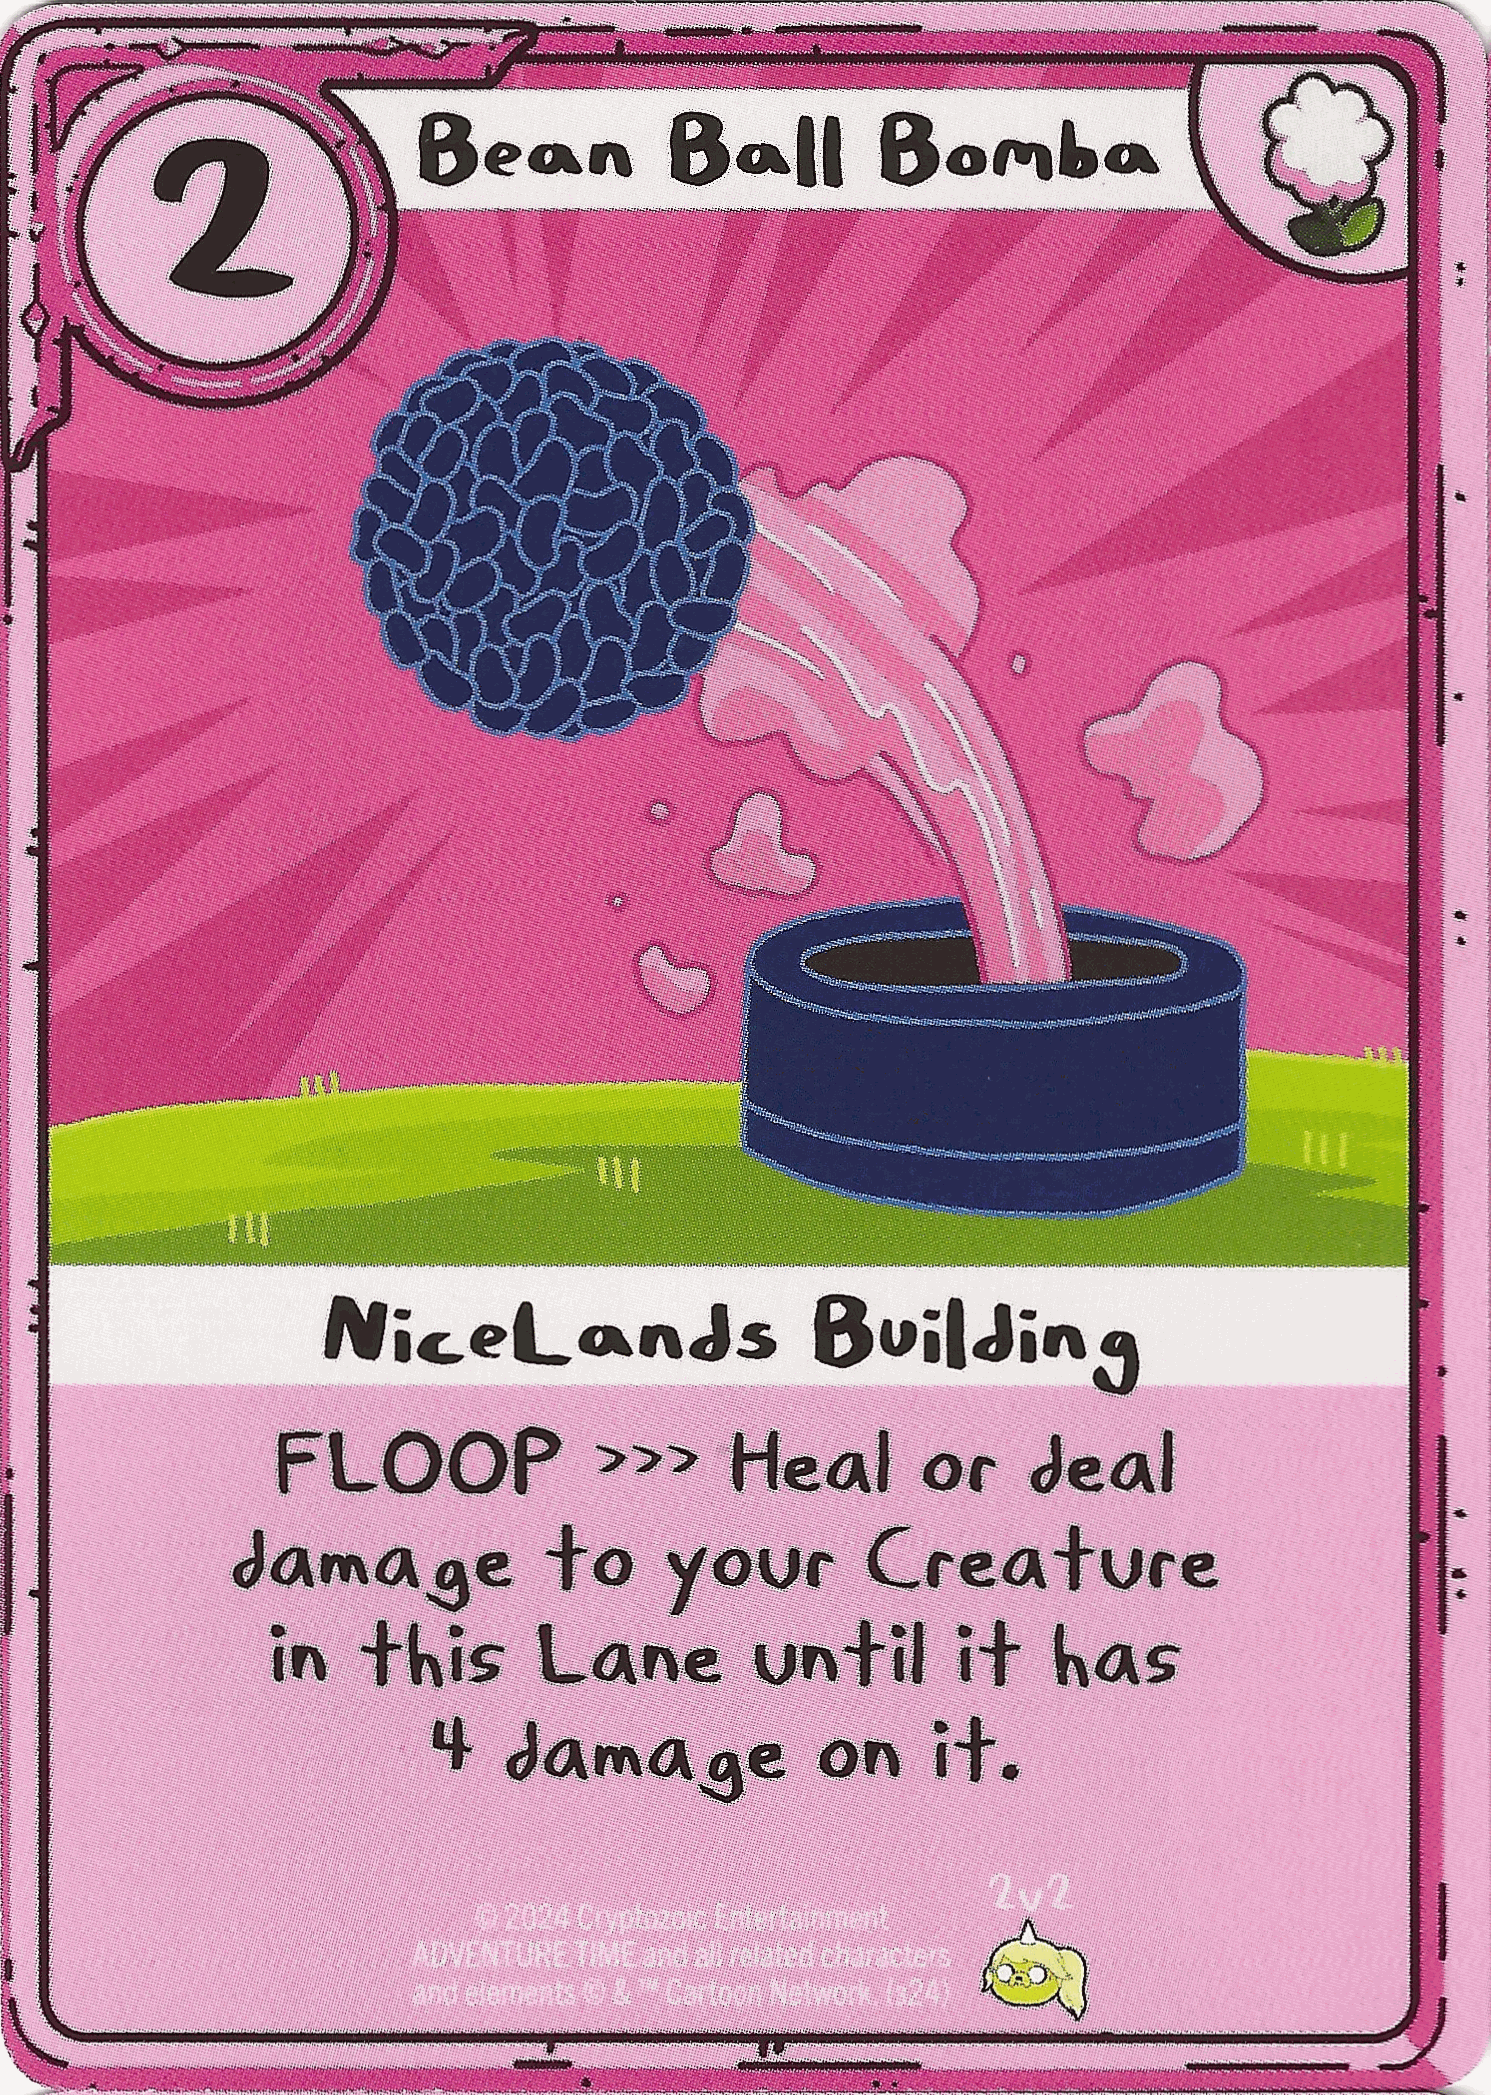 2
Bean Ball Bomba
NiceLands Building
FLOOP >>> Heal or deal
damage to your Creature
in this Lane until it has
4 damage on it.
2v2
© 2024 Cryptozoic Entertainment
ADVENTURE TIME and all related characters
and elements © & ™ Cartoon Network (s24)